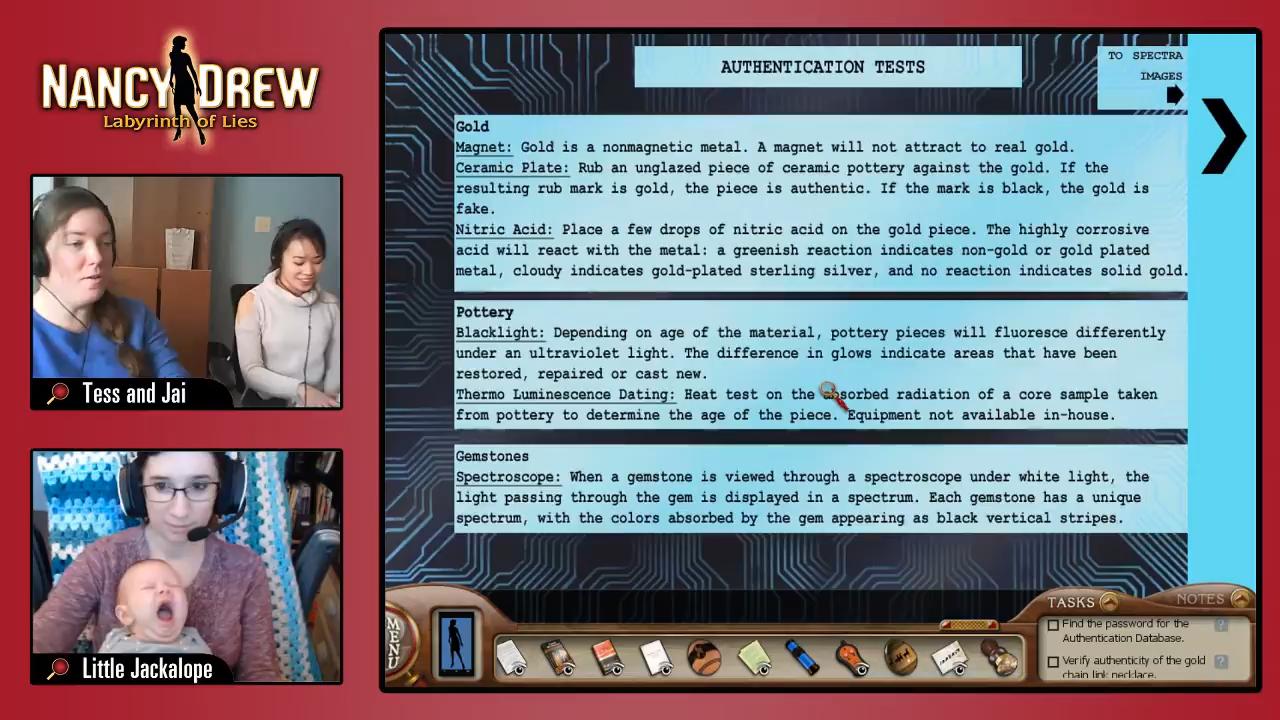 NANCY DREW
Labyrinth of Lies
Tess and Jai
Little Jackalope
AUTHENTICATION TESTS
TO SPECTRA
IMAGES
Gold
Magnet: Gold is a nonmagnetic metal. A magnet will not attract to real gold.
Ceramic Plate: Rub an unglazed piece of ceramic pottery against the gold. If the
resulting rub mark is gold, the piece is authentic. If the mark is black, the gold is
fake.
Nitric Acid: Place a few drops of nitric acid on the gold piece. The highly corrosive
acid will react with the metal: a greenish reaction indicates non-gold or gold plated
metal, cloudy indicates gold-plated sterling silver, and no reaction indicates solid gold.
Pottery
Blacklight: Depending on age of the material, pottery pieces will fluoresce differently
under an ultraviolet light. The difference in glows indicate areas that have been
restored, repaired or cast new.
Thermo Luminescence Dating: Heat test on the absorbed radiation of a core sample taken
from pottery to determine the age of the piece. Equipment not available in-house.
Gemstones
Spectroscope: When a gemstone is viewed through a spectroscope under white light, the
light passing through the gem is displayed in a spectrum. Each gemstone has a unique
spectrum, with the colors absorbed by the gem appearing as black vertical stripes.
MENU
TASKS
NOTES
Find the password for the
Authentication Database.
Verify authenticity of the gold
chain link necklace.